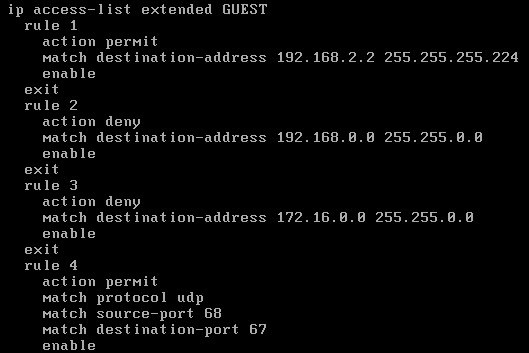 ip access-list extended GUEST
  rule 1
    action permit
    match destination-address 192.168.2.2 255.255.255.224
    enable
  exit
  rule 2
    action deny
    match destination-address 192.168.0.0 255.255.0.0
    enable
  exit
  rule 3
    action deny
    match destination-address 172.16.0.0 255.255.0.0
    enable
  exit
  rule 4
    action permit
    match protocol udp
    match source-port 68
    match destination-port 67
    enable